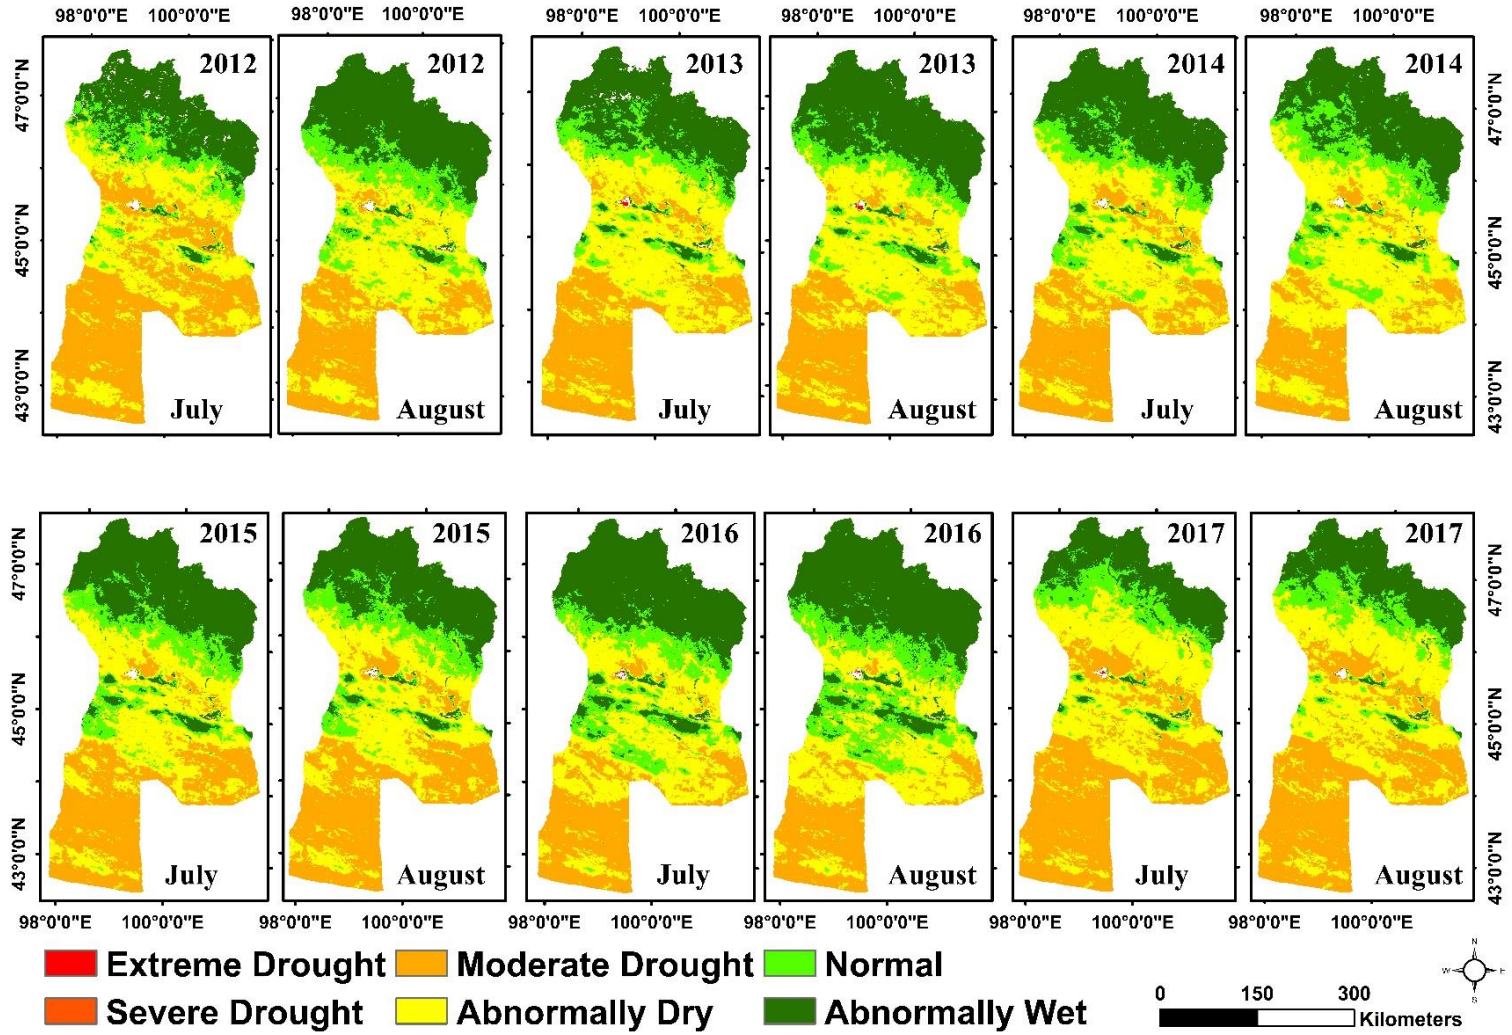 98°0'0"E 100°0'0"E 98°0'0"E 100°0'0"E 98°0'0"E 100°0'0"E 98°0'0"E 100°0'0"E 98°0'0"E 100°0'0"E 98°0'0"E 100°0'0"E
2012 2012 2013 2013 2014 2014
47°0'0"N 47°0'0"N
45°0'0"N 45°0'0"N
43°0'0"N 43°0'0"N
July August July August July August
2015 2015 2016 2016 2017 2017
47°0'0"N 47°0'0"N
45°0'0"N 45°0'0"N
43°0'0"N 43°0'0"N
July August July August July August
98°0'0"E 100°0'0"E 98°0'0"E 100°0'0"E 98°0'0"E 100°0'0"E 98°0'0"E 100°0'0"E 98°0'0"E 100°0'0"E 98°0'0"E 100°0'0"E
Extreme Drought Moderate Drought Normal
Severe Drought Abnormally Dry Abnormally Wet
N
W E
S
0 150 300
Kilometers